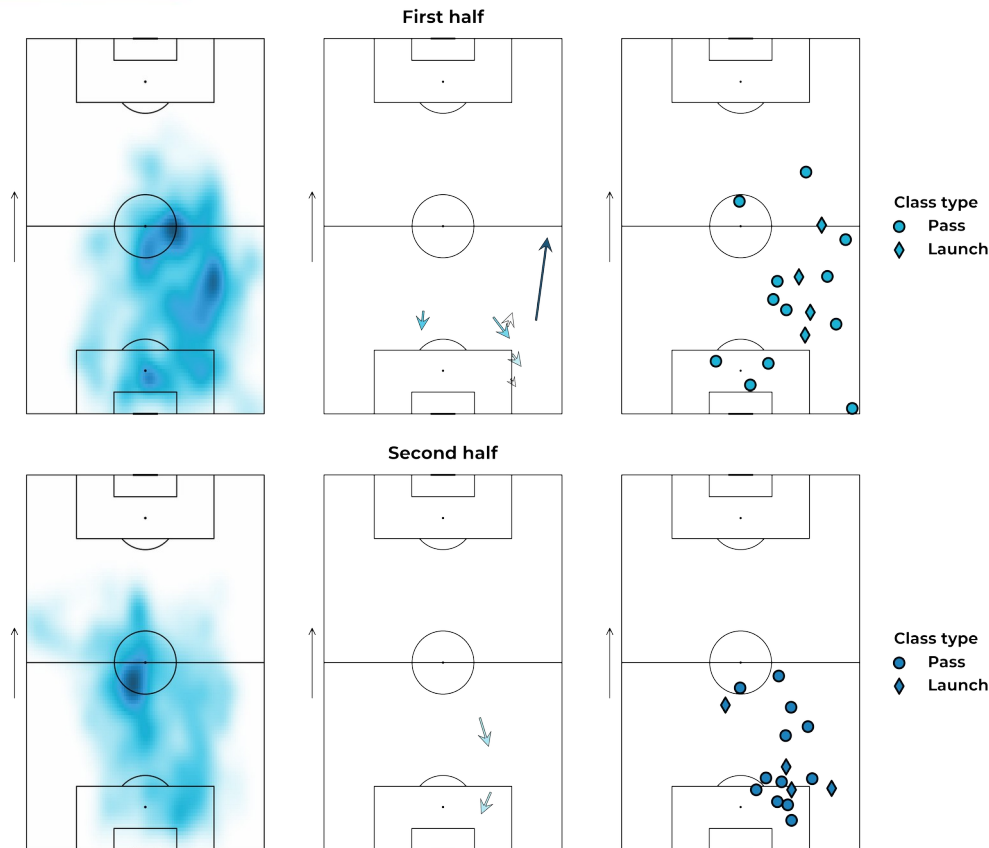 First half
Class type
Pass
Launch
Second half
Class type
Pass
Launch